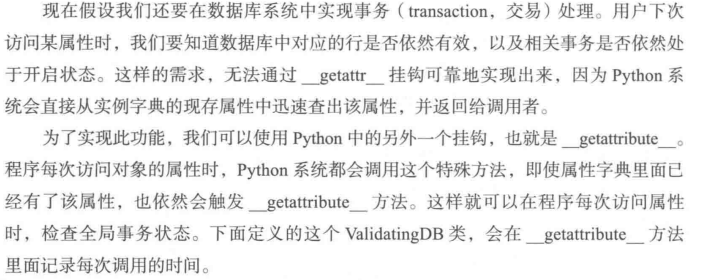 现在假设我们还要在数据库系统中实现事务（transaction，交易）处理。用户下次
访问某属性时，我们要知道数据库中对应的行是否依然有效，以及相关事务是否依然处
于开启状态。这样的需求，无法通过 __getattr__ 挂钩可靠地实现出来，因为 Python 系
统会直接从实例字典的现存属性中迅速查出该属性，并返回给调用者。
为了实现此功能，我们可以使用 Python 中的另外一个挂钩，也就是 __getattribute__。
程序每次访问对象的属性时，Python 系统都会调用这个特殊方法，即使属性字典里面已
经有了该属性，也依然会触发 __getattribute__ 方法。这样就可以在程序每次访问属性
时，检查全局事务状态。下面定义的这个 ValidatingDB 类，会在 __getattribute__ 方法
里面记录每次调用的时间。